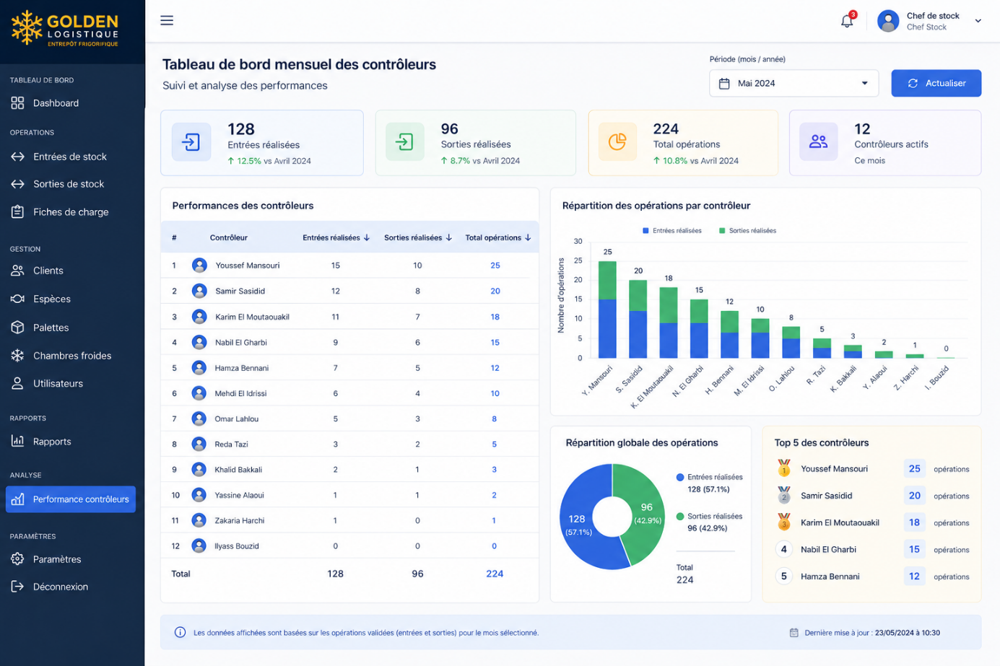 GOLDEN
LOGISTIQUE
ENTREPÔT FRIGORIFIQUE
TABLEAU DE BORD
Dashboard
OPERATIONS
Entrées de stock
Sorties de stock
Fiches de charge
GESTION
Clients
Espèces
Palettes
Chambres froides
Utilisateurs
RAPPORTS
Rapports
ANALYSE
Performance contrôleurs
PARAMÈTRES
Paramètres
Déconnexion
3
Chef de stock
Chef Stock
Tableau de bord mensuel des contrôleurs
Suivi et analyse des performances
Période (mois / année)
Mai 2024
Actualiser
128
Entrées réalisées
↑ 12.5% vs Avril 2024
96
Sorties réalisées
↑ 8.7% vs Avril 2024
224
Total opérations
↑ 10.8% vs Avril 2024
12
Contrôleurs actifs
Ce mois
Performances des contrôleurs
# Contrôleur Entrées réalisées ↓ Sorties réalisées ↓ Total opérations ↓
1 Youssef Mansouri 15 10 25
2 Samir Sasidid 12 8 20
3 Karim El Moutaouakil 11 7 18
4 Nabil El Gharbi 9 6 15
5 Hamza Bennani 7 5 12
6 Mehdi El Idrissi 6 4 10
7 Omar Lahlou 5 3 8
8 Reda Tazi 3 2 5
9 Khalid Bakkali 2 1 3
10 Yassine Alaoui 1 1 2
11 Zakaria Harchi 1 0 1
12 Ilyass Bouzid 0 0 0
Total 128 96 224
Répartition des opérations par contrôleur
Entrées réalisées Sorties réalisées
Nombre d'opérations
30
25
20
15
10
5
0
25 20 18 15 12 10 8 5 3 2 1 0
Y. Mansouri S. Sasidid K. El Moutaouakil N. El Gharbi H. Bennani M. El Idrissi O. Lahlou R. Tazi K. Bakkali Y. Alaoui Z. Harchi I. Bouzid
Répartition globale des opérations
128
(57.1%)
96
(42.9%)
Entrées réalisées
128 (57.1%)
Sorties réalisées
96 (42.9%)
Total
224
Top 5 des contrôleurs
1 Youssef Mansouri 25 opérations
2 Samir Sasidid 20 opérations
3 Karim El Moutaouakil 18 opérations
4 Nabil El Gharbi 15 opérations
5 Hamza Bennani 12 opérations
Les données affichées sont basées sur les opérations validées (entrées et sorties) pour le mois sélectionné.
Dernière mise à jour : 23/05/2024 à 10:30